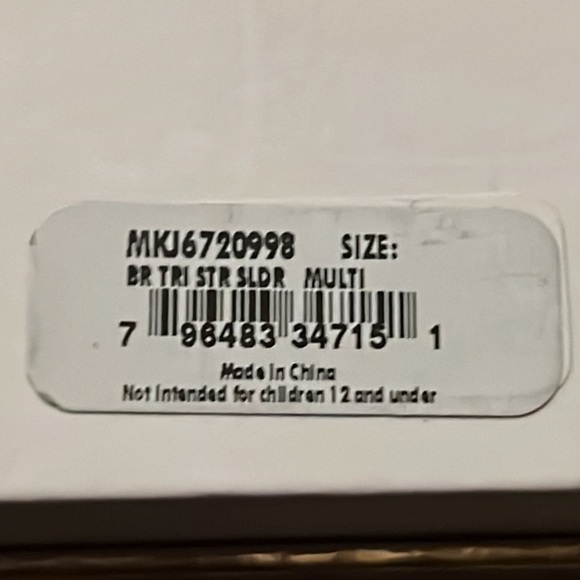 MKJ6720998 SIZE:
BR TRI STR SLDR MULTI
7 96483 34715 1
Made In China
Not Intended for children 12 and under